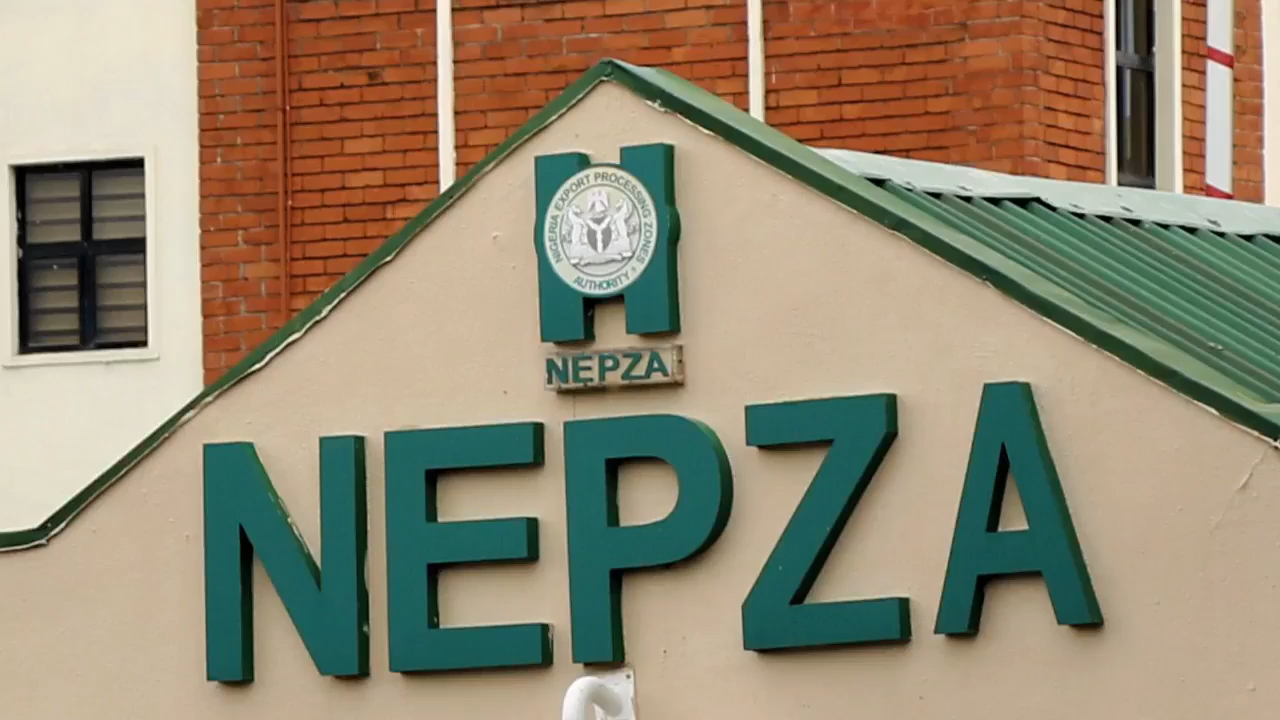 NIGERIA EXPORT PROCESSING ZONES
AUTHORITY
NEPZA
NEPZA